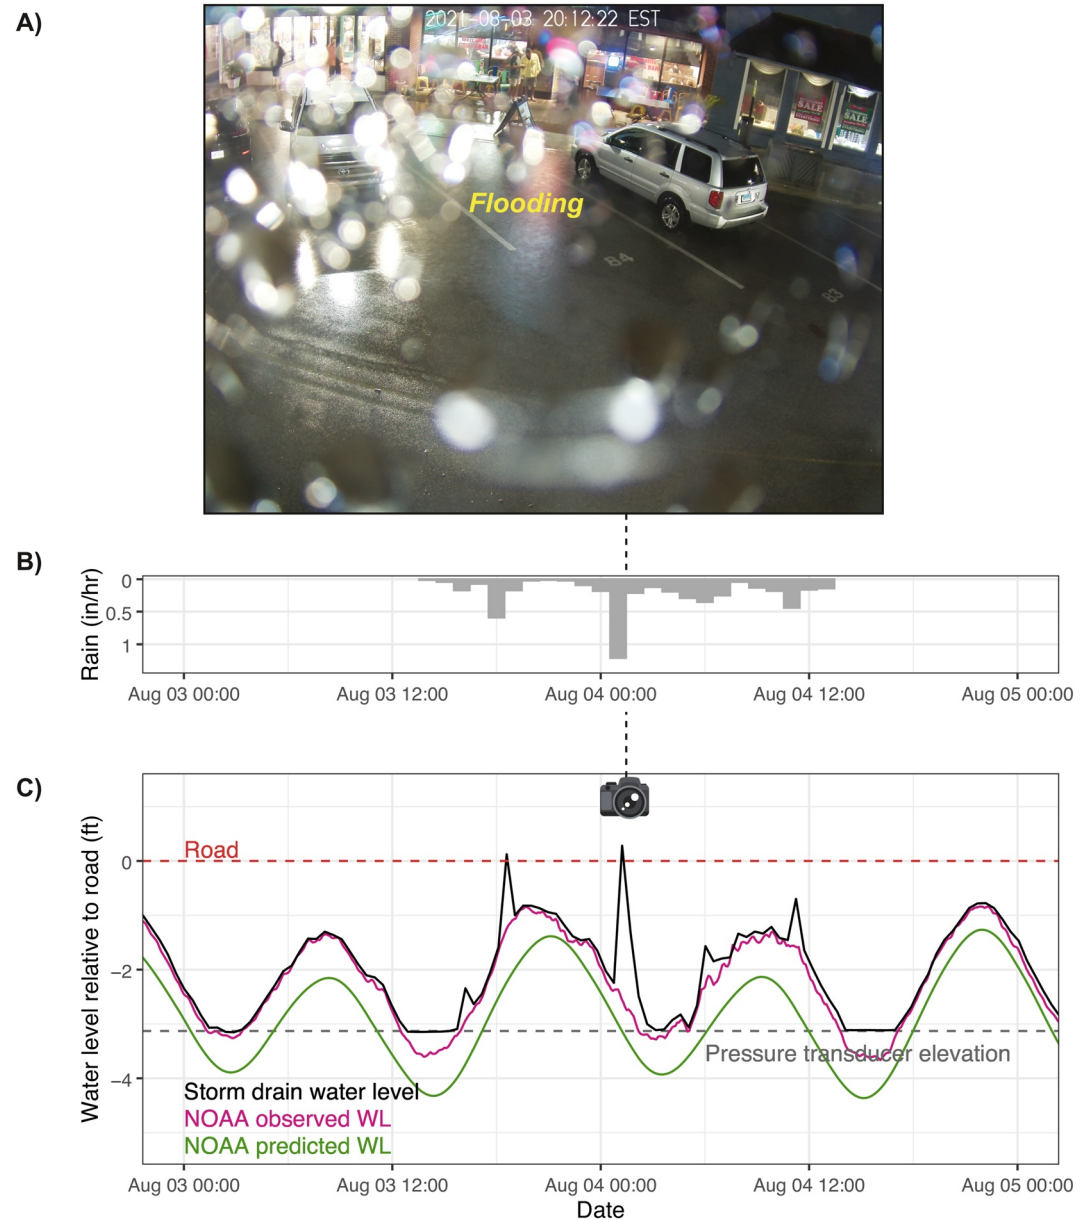 A)
2021-08-03 20:12:22 EST
SALE
SALE
Flooding
84
83
B)
Rain (in/hr)
0
0.5
1
Aug 03 00:00
Aug 03 12:00
Aug 04 00:00
Aug 04 12:00
Aug 05 00:00
C)
Water level relative to road (ft)
0
−2
−4
Road
Pressure transducer elevation
Storm drain water level
NOAA observed WL
NOAA predicted WL
Aug 03 00:00
Aug 03 12:00
Aug 04 00:00
Aug 04 12:00
Aug 05 00:00
Date